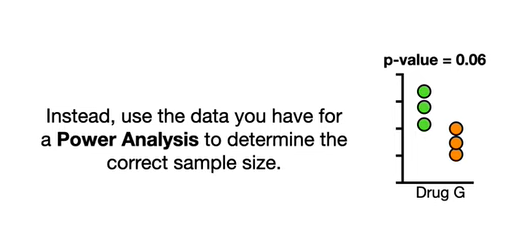 p-value = 0.06
Instead, use the data you have for
a Power Analysis to determine the
correct sample size.
Drug G